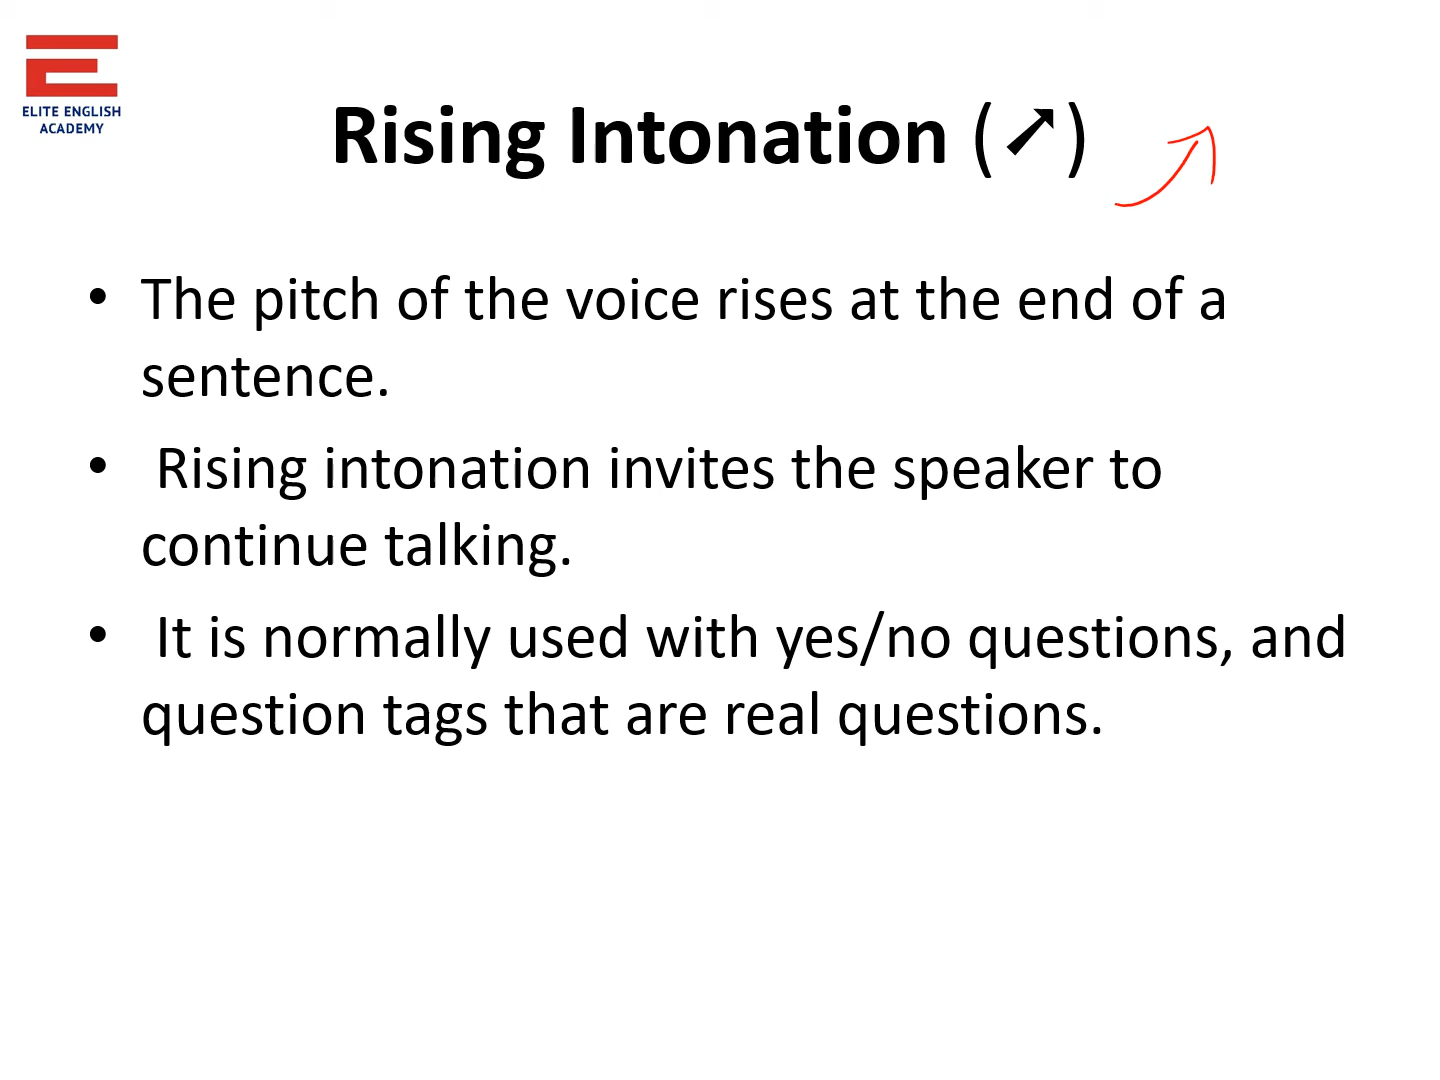 ELITE ENGLISH
ACADEMY
Rising Intonation (➚)
• The pitch of the voice rises at the end of a
sentence.
• Rising intonation invites the speaker to
continue talking.
• It is normally used with yes/no questions, and
question tags that are real questions.